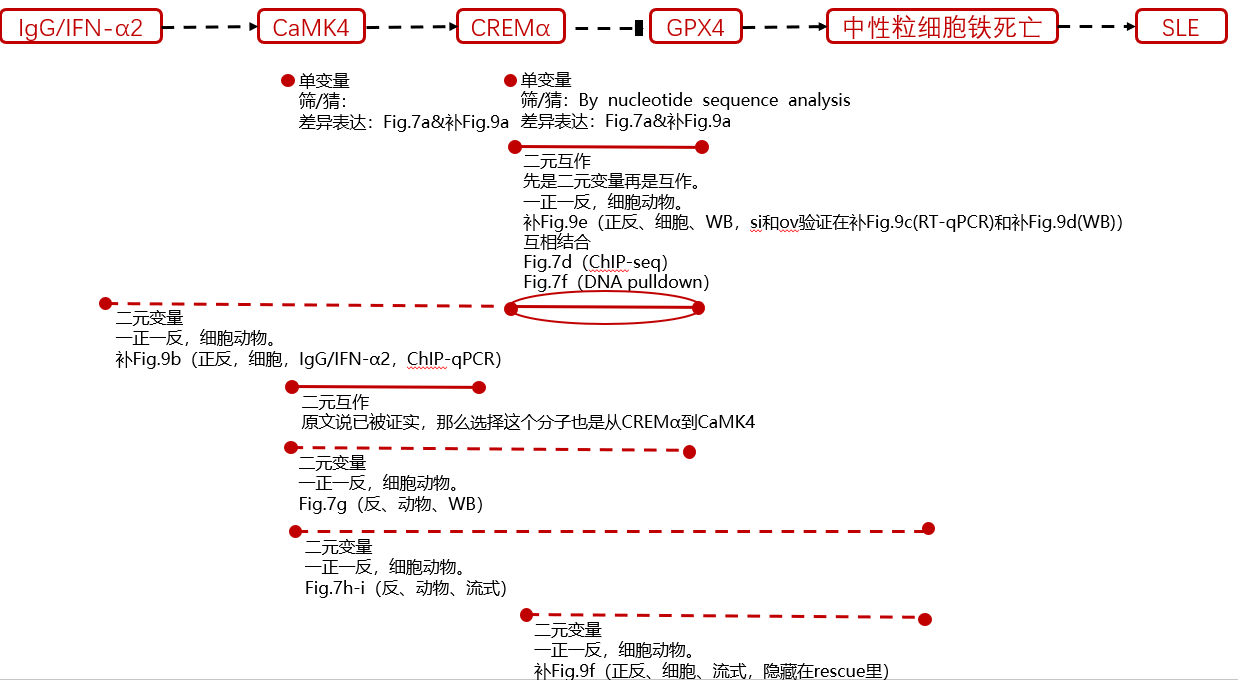 IgG/IFN-α2 CaMK4 CREMα GPX4 中性粒细胞铁死亡 SLE
单变量
筛/猜：
差异表达：Fig.7a&补Fig.9a
单变量
筛/猜：By nucleotide sequence analysis
差异表达：Fig.7a&补Fig.9a
二元互作
先是二元变量再是互作。
一正一反，细胞动物。
补Fig.9e（正反、细胞、WB，si和ov验证在补Fig.9c(RT-qPCR)和补Fig.9d(WB)）
互相结合
Fig.7d（ChIP-seq）
Fig.7f（DNA pulldown）
二元变量
一正一反，细胞动物。
补Fig.9b（正反，细胞，IgG/IFN-α2，ChIP-qPCR）
二元互作
原文说已被证实，那么选择这个分子也是从CREMα到CaMK4
二元变量
一正一反，细胞动物。
Fig.7g（反、动物、WB）
二元变量
一正一反，细胞动物。
Fig.7h-i（反、动物、流式）
二元变量
一正一反，细胞动物。
补Fig.9f（正反、细胞、流式，隐藏在rescue里）